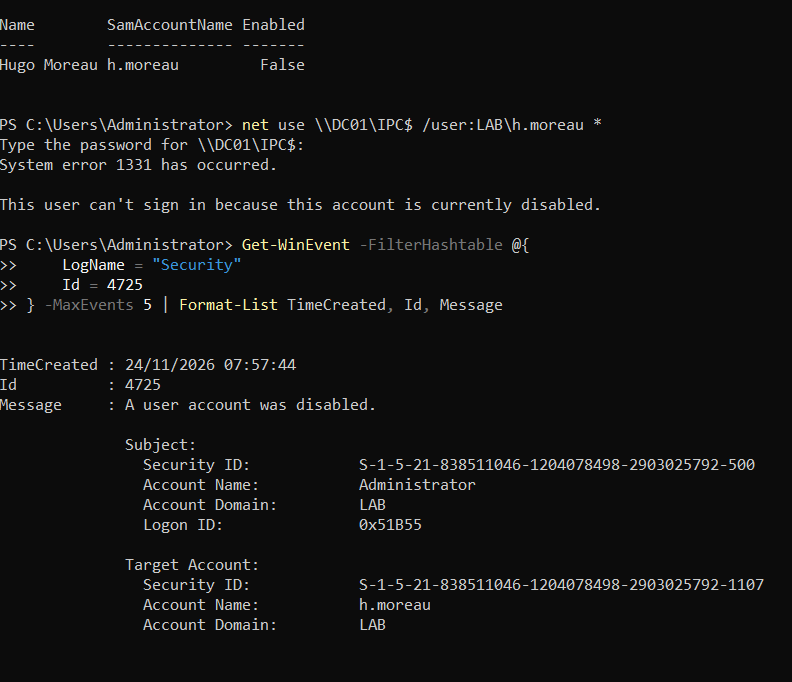 Name        SamAccountName Enabled
----        -------------- -------
Hugo Moreau h.moreau         False
PS C:\Users\Administrator> net use \\DC01\IPC$ /user:LAB\h.moreau *
Type the password for \\DC01\IPC$:
System error 1331 has occurred.
This user can't sign in because this account is currently disabled.
PS C:\Users\Administrator> Get-WinEvent -FilterHashtable @{
>>     LogName = "Security"
>>     Id = 4725
>> } -MaxEvents 5 | Format-List TimeCreated, Id, Message
TimeCreated : 24/11/2026 07:57:44
Id          : 4725
Message     : A user account was disabled.
Subject:
Security ID:            S-1-5-21-838511046-1204078498-2903025792-500
Account Name:           Administrator
Account Domain:         LAB
Logon ID:               0x51B55
Target Account:
Security ID:            S-1-5-21-838511046-1204078498-2903025792-1107
Account Name:           h.moreau
Account Domain:         LAB